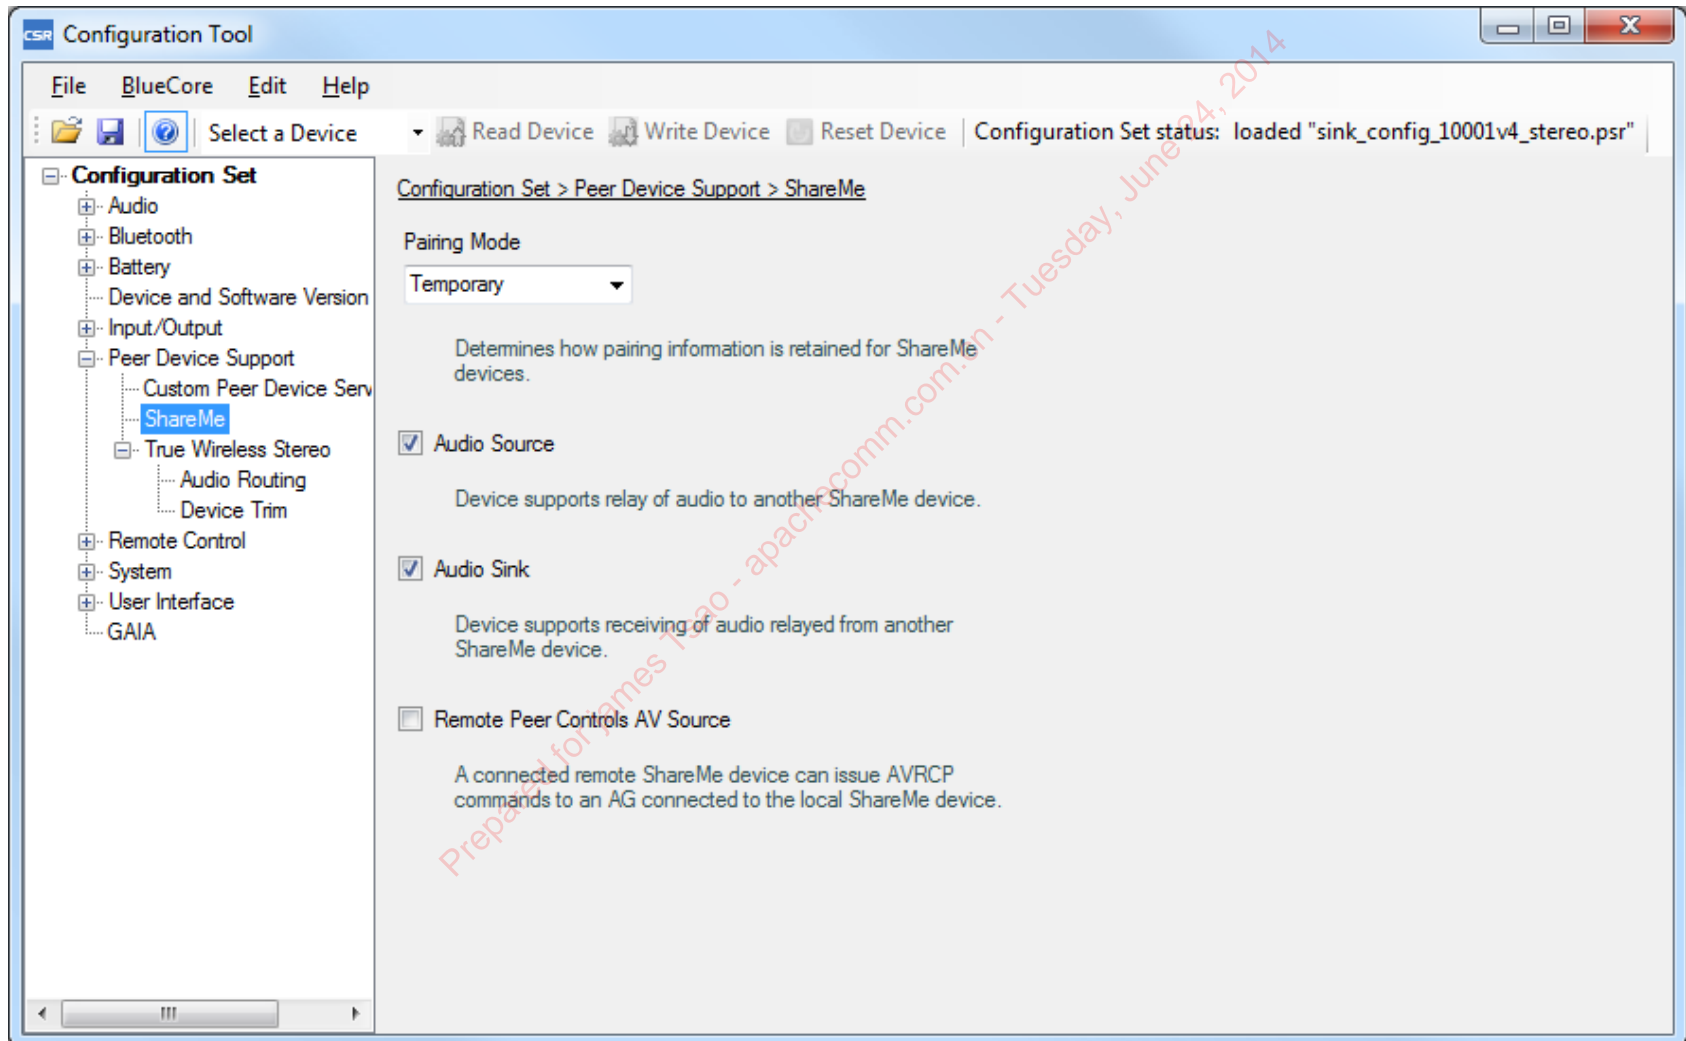 CSR Configuration Tool
File BlueCore Edit Help
Select a Device Read Device Write Device Reset Device Configuration Set status: loaded "sink_config_10001v4_stereo.psr"
Configuration Set
Audio
Bluetooth
Battery
Device and Software Version
Input/Output
Peer Device Support
Custom Peer Device Serv
ShareMe
True Wireless Stereo
Audio Routing
Device Trim
Remote Control
System
User Interface
GAIA
Configuration Set > Peer Device Support > ShareMe
Pairing Mode
Temporary
Determines how pairing information is retained for ShareMe
devices.
Audio Source
Device supports relay of audio to another ShareMe device.
Audio Sink
Device supports receiving of audio relayed from another
ShareMe device.
Remote Peer Controls AV Source
A connected remote ShareMe device can issue AVRCP
commands to an AG connected to the local ShareMe device.
Prepared for james Tsao - apachecomm.com.cn - Tuesday, June 24, 2014